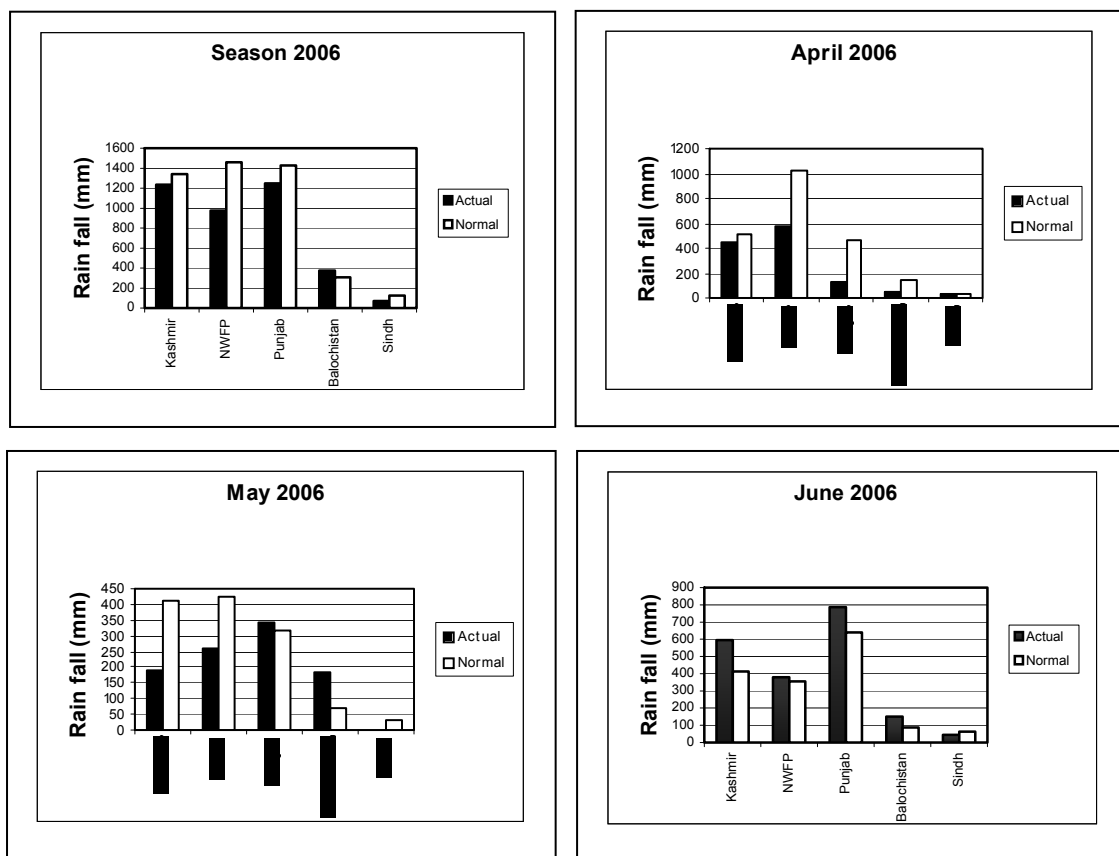 Season 2006
Rain fall (mm)
1600
1400
1200
1000
800
600
400
200
0
Kashmir
NWFP
Punjab
Balochistan
Sindh
Actual
Normal
April 2006
Rain fall (mm)
1200
1000
800
600
400
200
0
Actual
Normal
May 2006
Rain fall (mm)
450
400
350
300
250
200
150
100
50
0
Actual
Normal
June 2006
Rain fall (mm)
900
800
700
600
500
400
300
200
100
0
Kashmir
NWFP
Punjab
Balochistan
Sindh
Actual
Normal